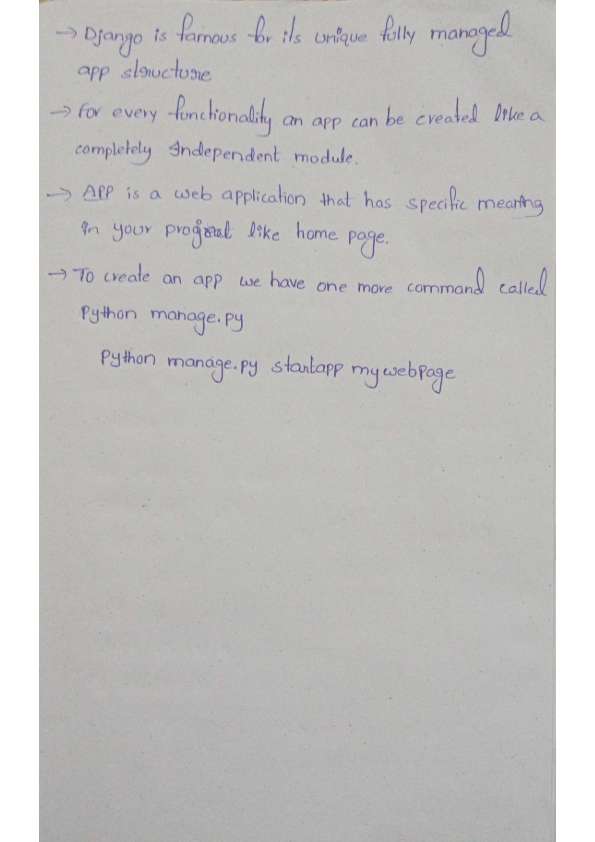 → Django is famous for its unique fully managed
app structure
→ For every functionality an app can be created like a
completely Independent module.
→ APP is a web application that has specific meaning
in your project like home page.
→ To create an app we have one more command called
Python manage.py
Python manage.py startapp mywebpage